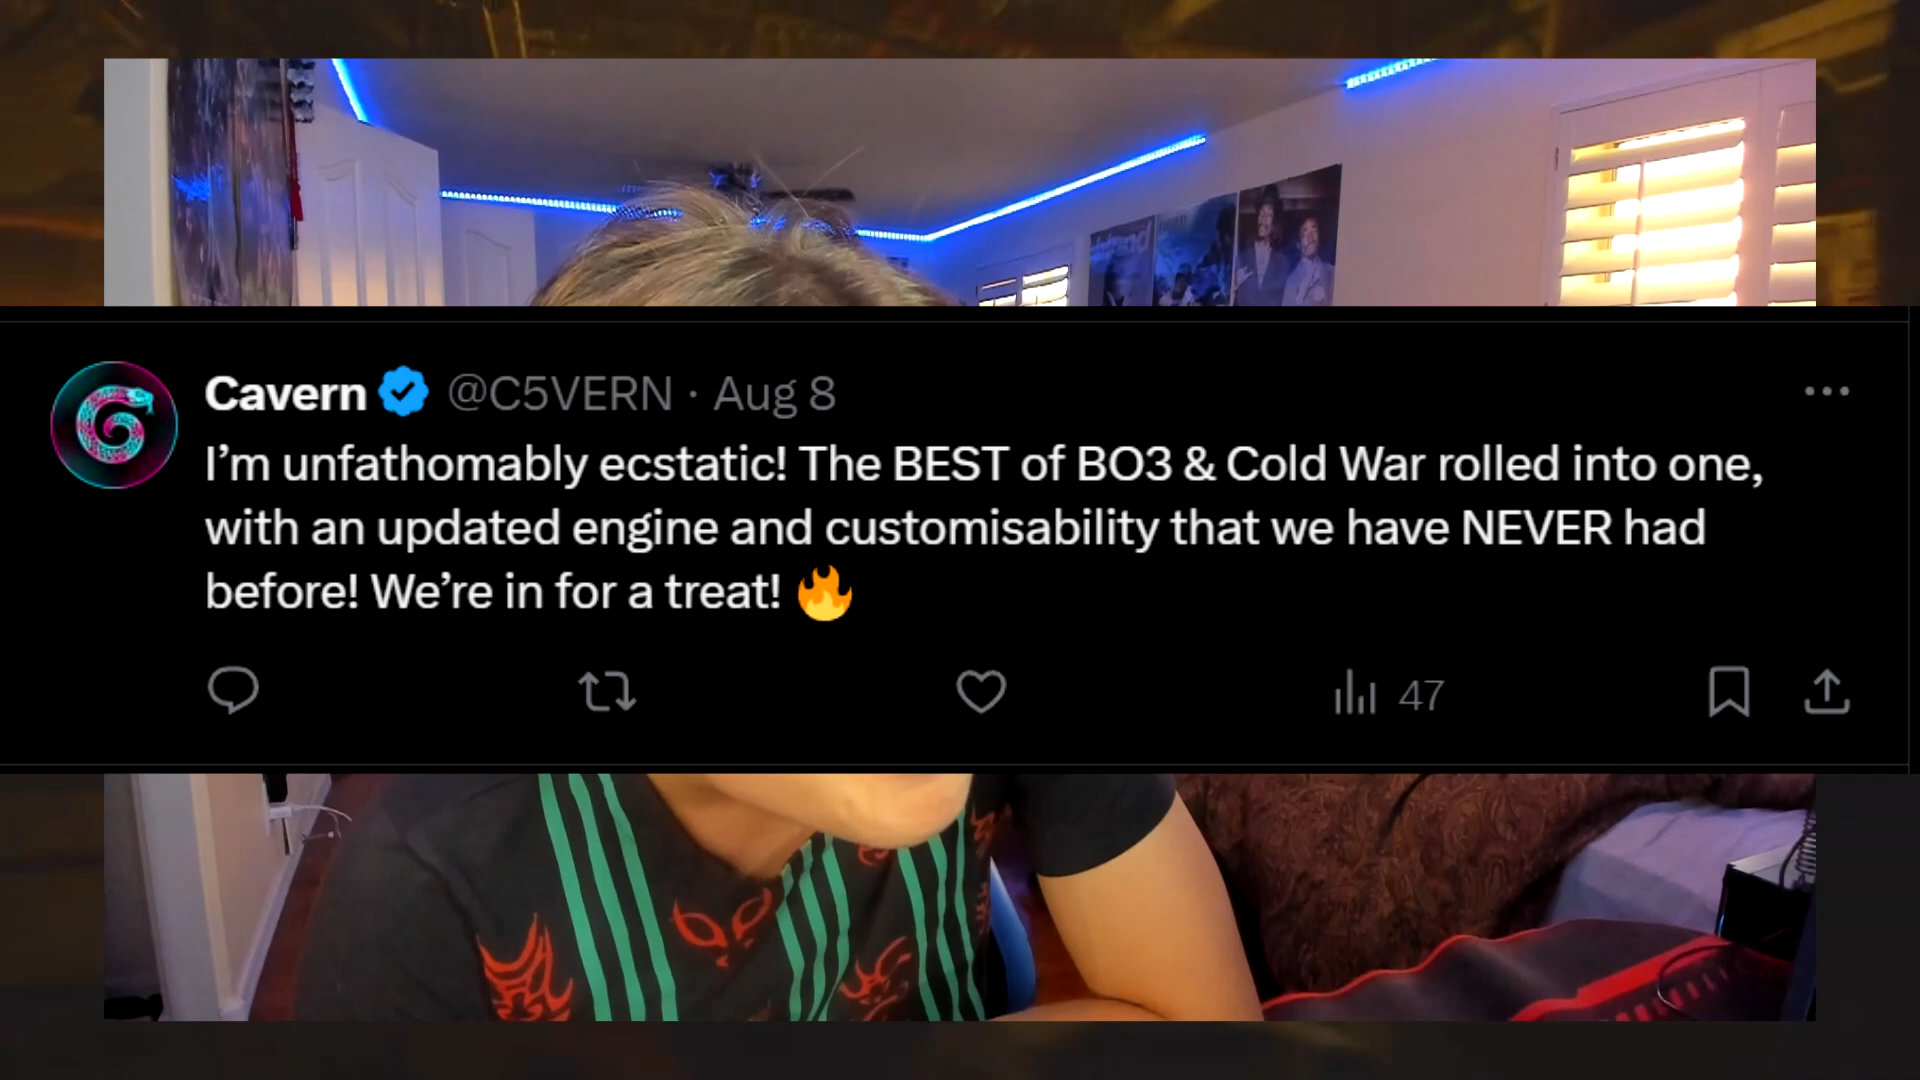 Cavern @C5VERN · Aug 8
I’m unfathomably ecstatic! The BEST of BO3 & Cold War rolled into one,
with an updated engine and customisability that we have NEVER had
before! We’re in for a treat! 🔥
47